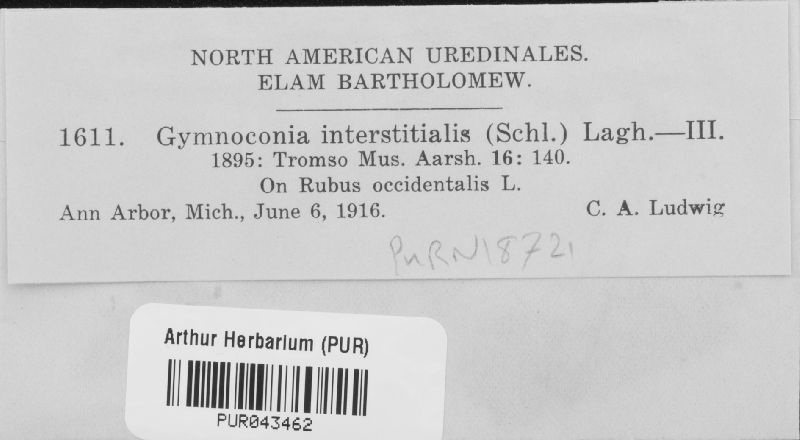 NORTH AMERICAN UREDINALES.
ELAM BARTHOLOMEW.
1611. Gymnoconia interstitialis (Schl.) Lagh.—III.
1895: Tromso Mus. Aarsh. 16: 140.
On Rubus occidentalis L.
Ann Arbor, Mich., June 6, 1916. C. A. Ludwig
PURN18721
Arthur Herbarium (PUR)
PUR043462